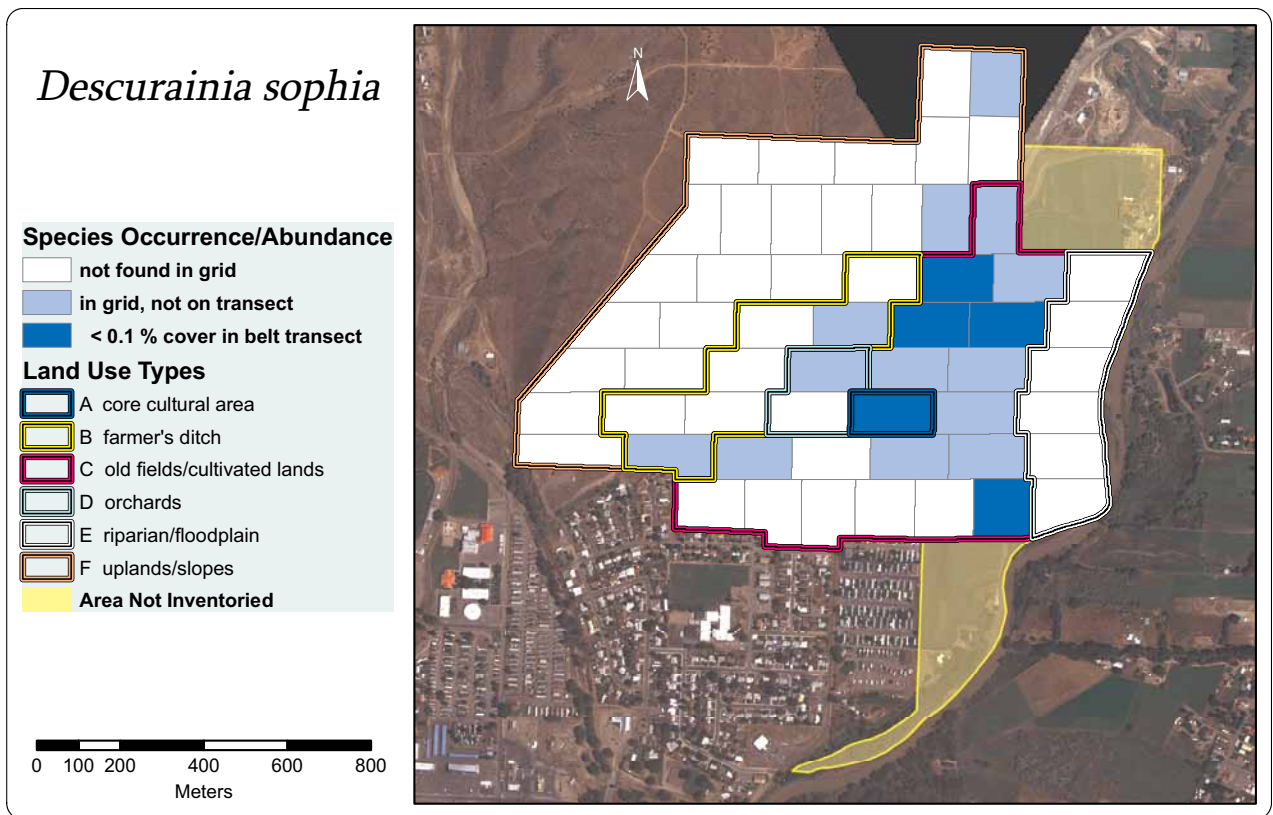 Descurainia sophia
N
Species Occurrence/Abundance
not found in grid
in grid, not on transect
< 0.1 % cover in belt transect
Land Use Types
A core cultural area
B farmer's ditch
C old fields/cultivated lands
D orchards
E riparian/floodplain
F uplands/slopes
Area Not Inventoried
0 100 200 400 600 800
Meters